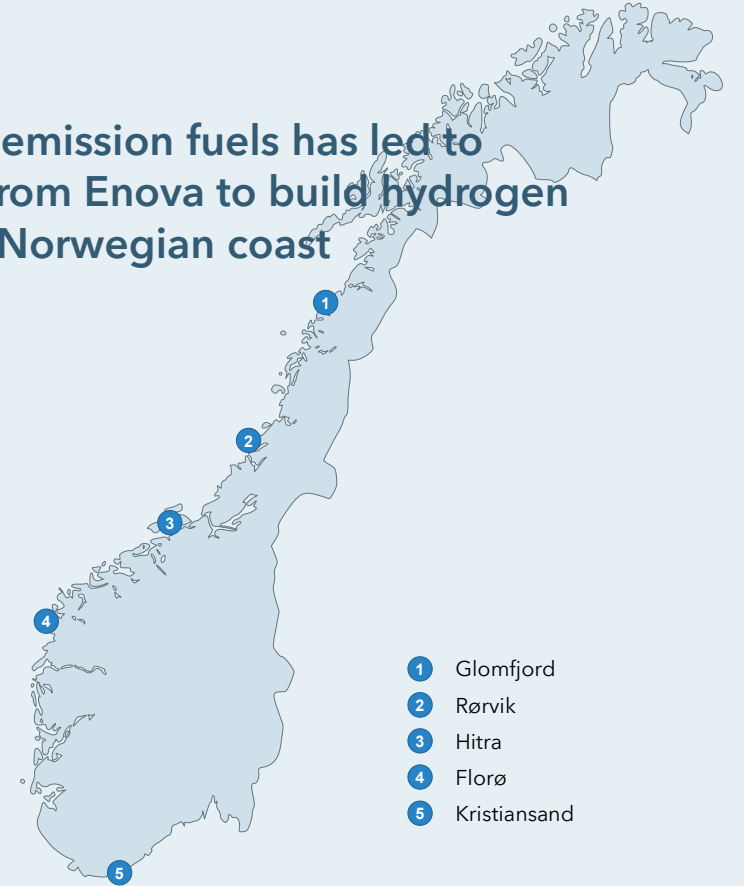 emission fuels has led to
rom Enova to build hydrogen
Norwegian coast
1
2
3
4
5
1 Glomfjord
2 Rørvik
3 Hitra
4 Florø
5 Kristiansand